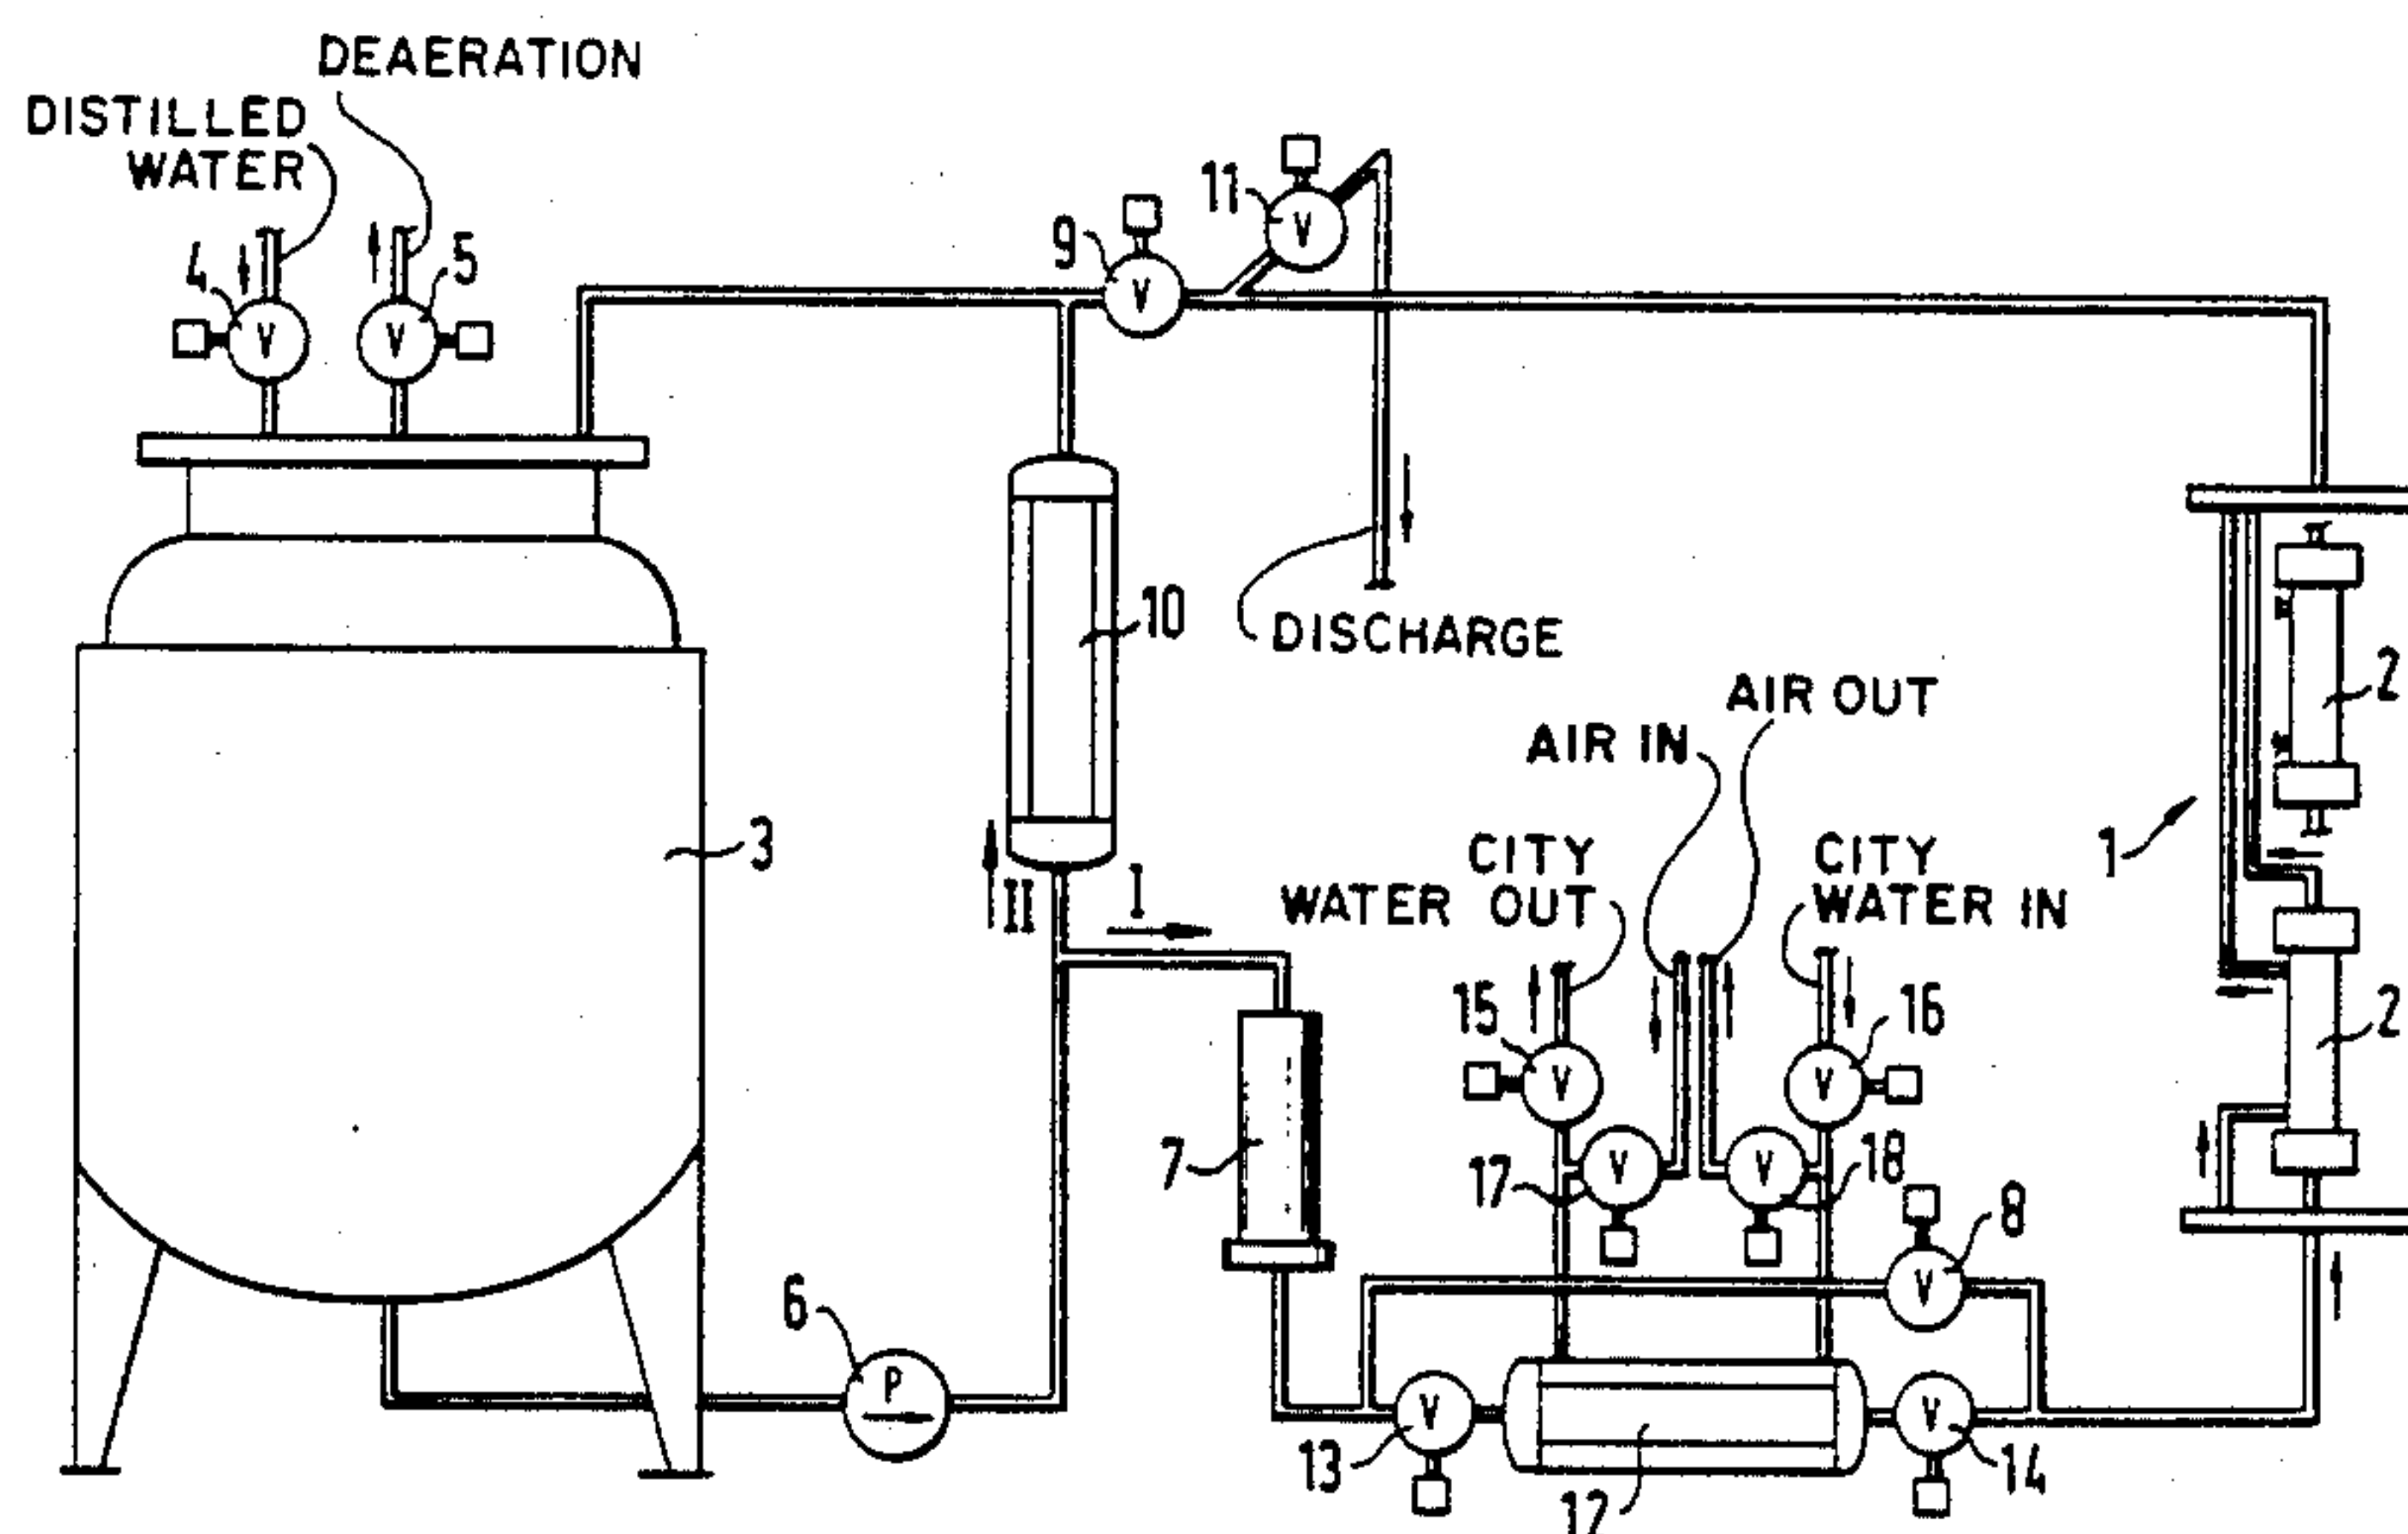 DEAERATION
DISTILLED
WATER
4
V
V
5
9
V
11
V
10
DISCHARGE
2
AIR OUT
AIR IN
3
II
I
CITY
WATER OUT
CITY
WATER IN
1
15
V
V
16
2
7
17
V
V
18
V
8
6
P
13
V
12
V
14